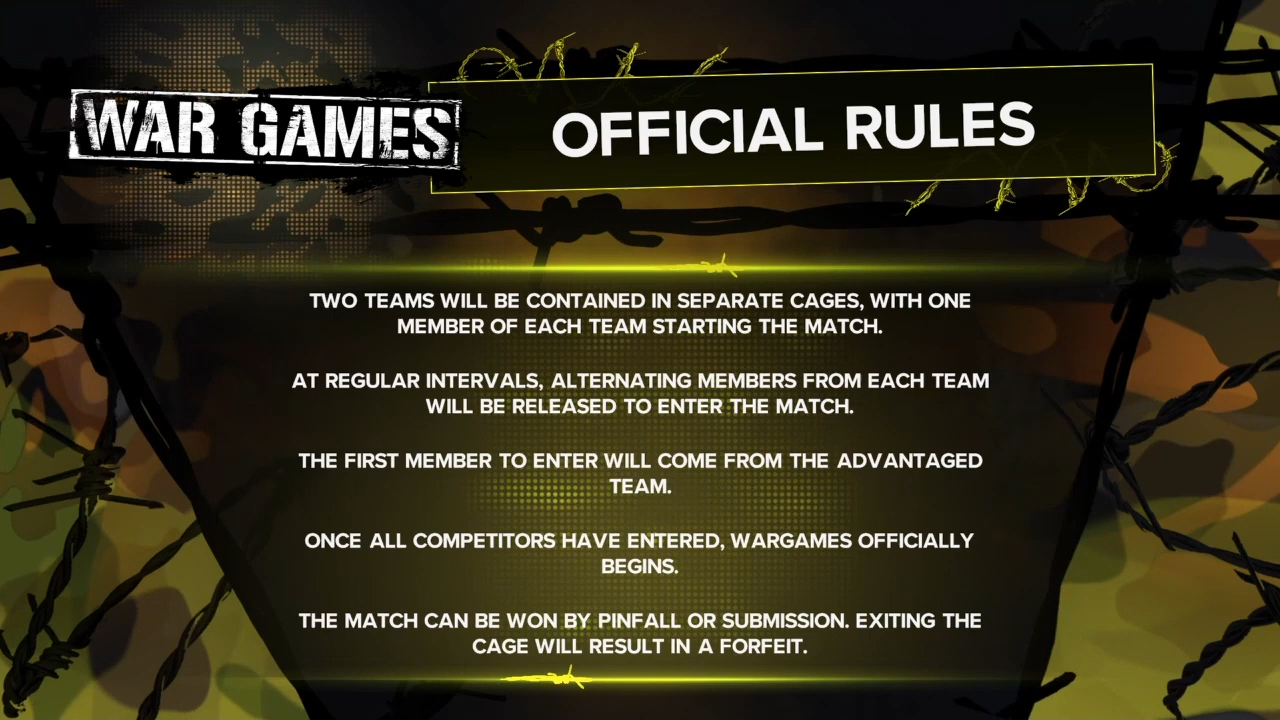 WAR GAMES
OFFICIAL RULES
TWO TEAMS WILL BE CONTAINED IN SEPARATE CAGES, WITH ONE
MEMBER OF EACH TEAM STARTING THE MATCH.
AT REGULAR INTERVALS, ALTERNATING MEMBERS FROM EACH TEAM
WILL BE RELEASED TO ENTER THE MATCH.
THE FIRST MEMBER TO ENTER WILL COME FROM THE ADVANTAGED
TEAM.
ONCE ALL COMPETITORS HAVE ENTERED, WARGAMES OFFICIALLY
BEGINS.
THE MATCH CAN BE WON BY PINFALL OR SUBMISSION. EXITING THE
CAGE WILL RESULT IN A FORFEIT.